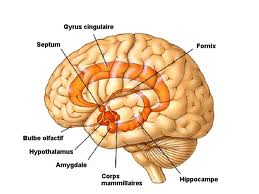 Gyrus cingulaire
Septum
Fornix
Bulbe olfactif
Hypothalamus
Amygdale
Corps
mammillaires
Hippocampe